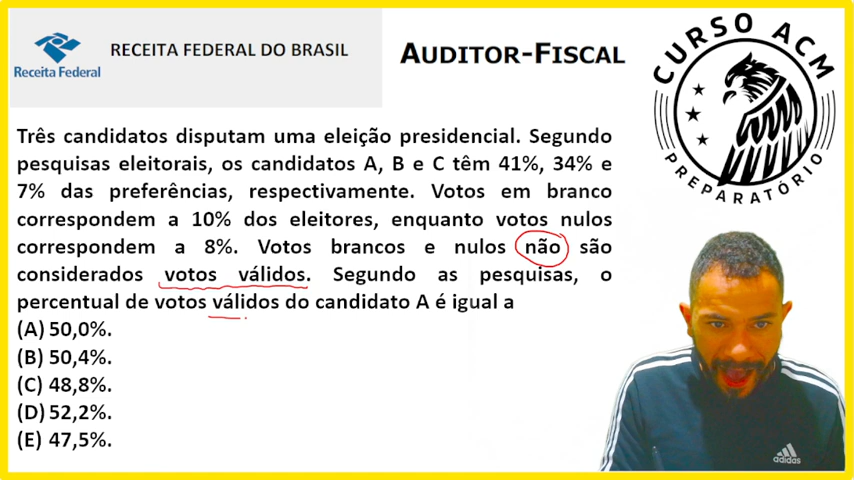 RECEITA FEDERAL DO BRASIL
Receita Federal
AUDITOR-FISCAL
CURSO ACM
PREPARATÓRIO
Três candidatos disputam uma eleição presidencial. Segundo
pesquisas eleitorais, os candidatos A, B e C têm 41%, 34% e
7% das preferências, respectivamente. Votos em branco
correspondem a 10% dos eleitores, enquanto votos nulos
correspondem a 8%. Votos brancos e nulos não são
considerados votos válidos. Segundo as pesquisas, o
percentual de votos válidos do candidato A é igual a
(A) 50,0%.
(B) 50,4%.
(C) 48,8%.
(D) 52,2%.
(E) 47,5%.
adidas